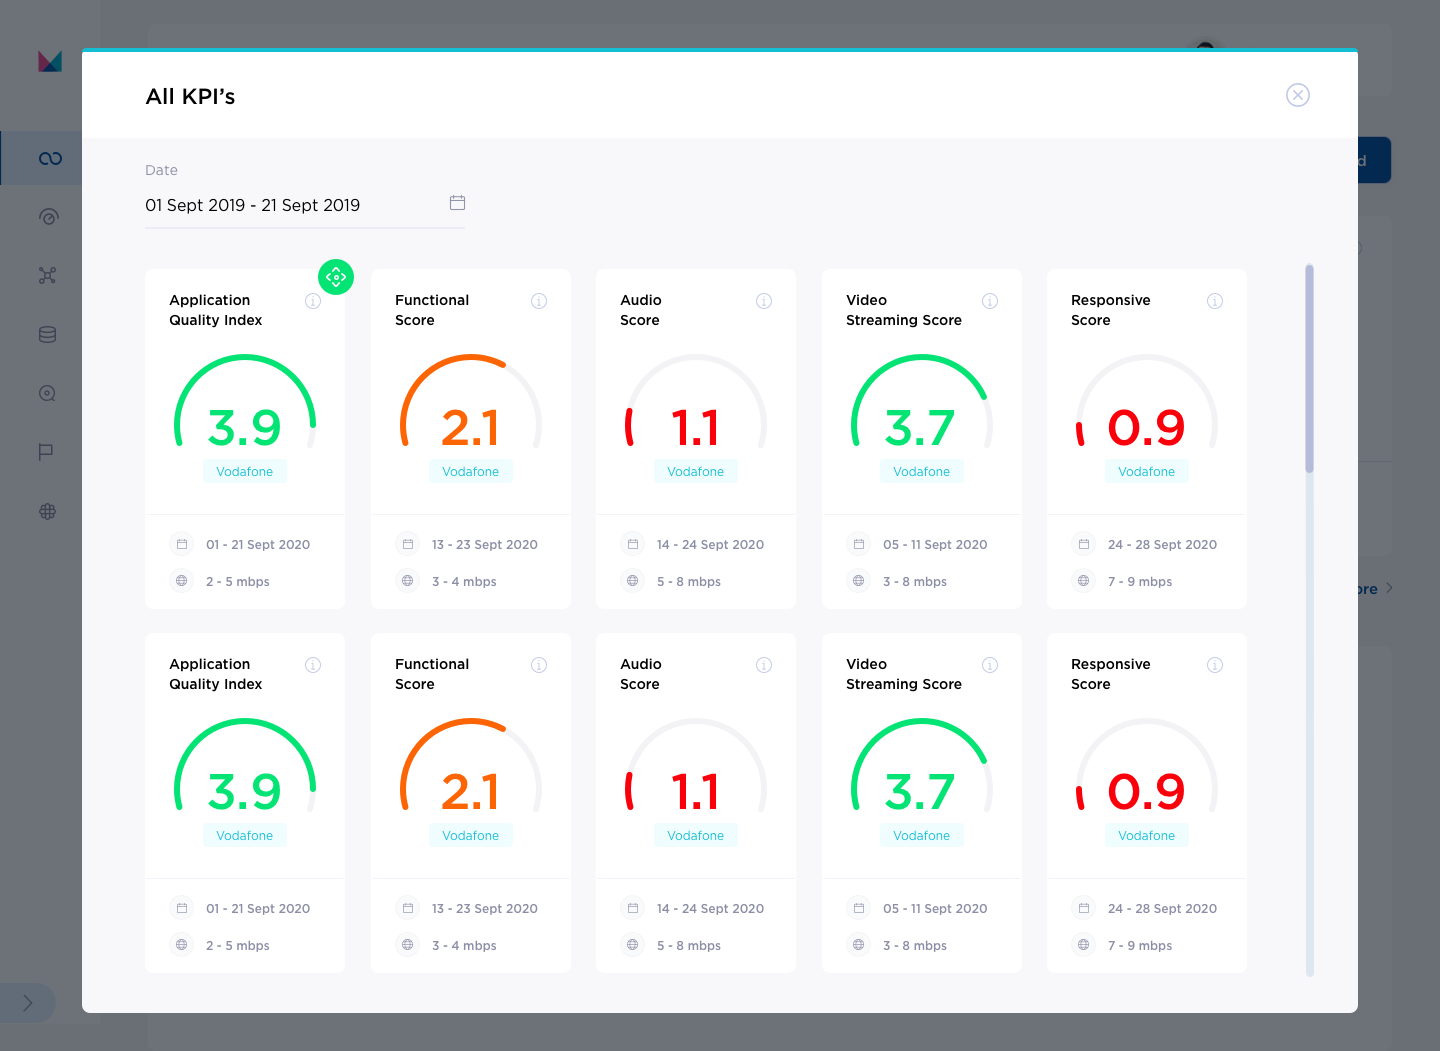 All KPI’s
d
Date
01 Sept 2019 - 21 Sept 2019
Application
Quality Index
3.9
Vodafone
01 - 21 Sept 2020
2 - 5 mbps
Functional
Score
2.1
Vodafone
13 - 23 Sept 2020
3 - 4 mbps
Audio
Score
1.1
Vodafone
14 - 24 Sept 2020
5 - 8 mbps
Video
Streaming Score
3.7
Vodafone
05 - 11 Sept 2020
3 - 8 mbps
Responsive
Score
0.9
Vodafone
24 - 28 Sept 2020
7 - 9 mbps
ore
Application
Quality Index
3.9
Vodafone
01 - 21 Sept 2020
2 - 5 mbps
Functional
Score
2.1
Vodafone
13 - 23 Sept 2020
3 - 4 mbps
Audio
Score
1.1
Vodafone
14 - 24 Sept 2020
5 - 8 mbps
Video
Streaming Score
3.7
Vodafone
05 - 11 Sept 2020
3 - 8 mbps
Responsive
Score
0.9
Vodafone
24 - 28 Sept 2020
7 - 9 mbps